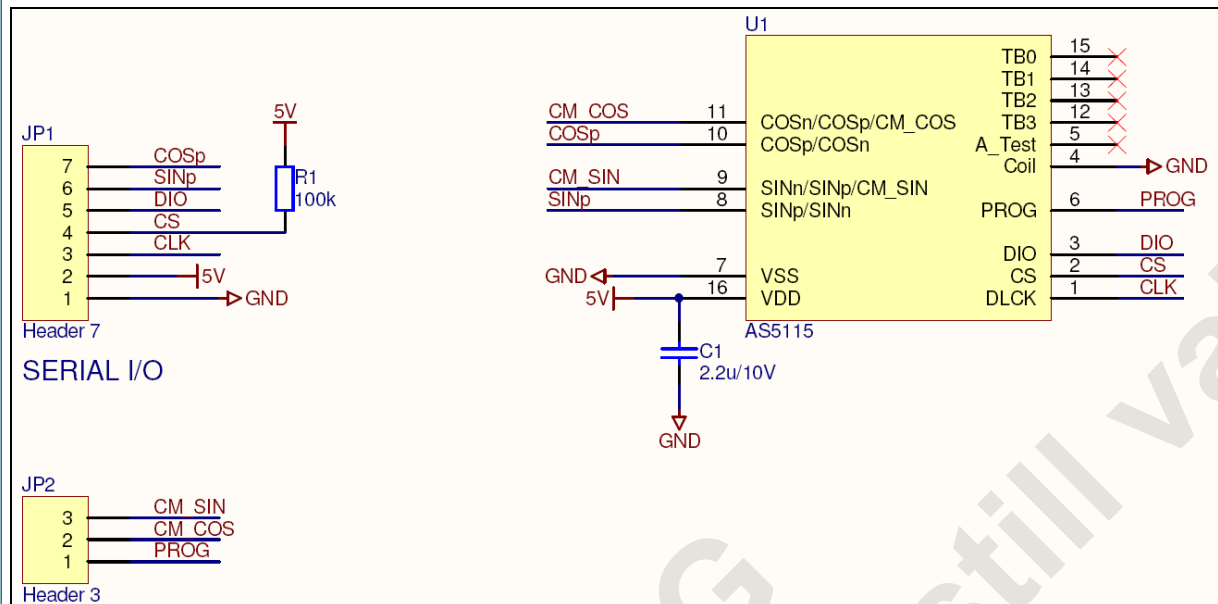 JP1
7 COSp
6 SINp
5 DIO
4 CS
3 CLK
2 5V
1 GND
Header 7
SERIAL I/O
5V
R1
100k
U1
CM_COS 11 COSn/COSp/CM_COS
COSp 10 COSp/COSn
CM_SIN 9 SINn/SINp/CM_SIN
SINp 8 SINp/SINn
GND 7 VSS
5V 16 VDD
TB0 15
TB1 14
TB2 13
TB3 12
A_Test 5
Coil 4 GND
PROG 6 PROG
DIO 3 DIO
CS 2 CS
DLCK 1 CLK
AS5115
C1
2.2u/10V
GND
JP2
3 CM_SIN
2 CM_COS
1 PROG
Header 3
G
still va